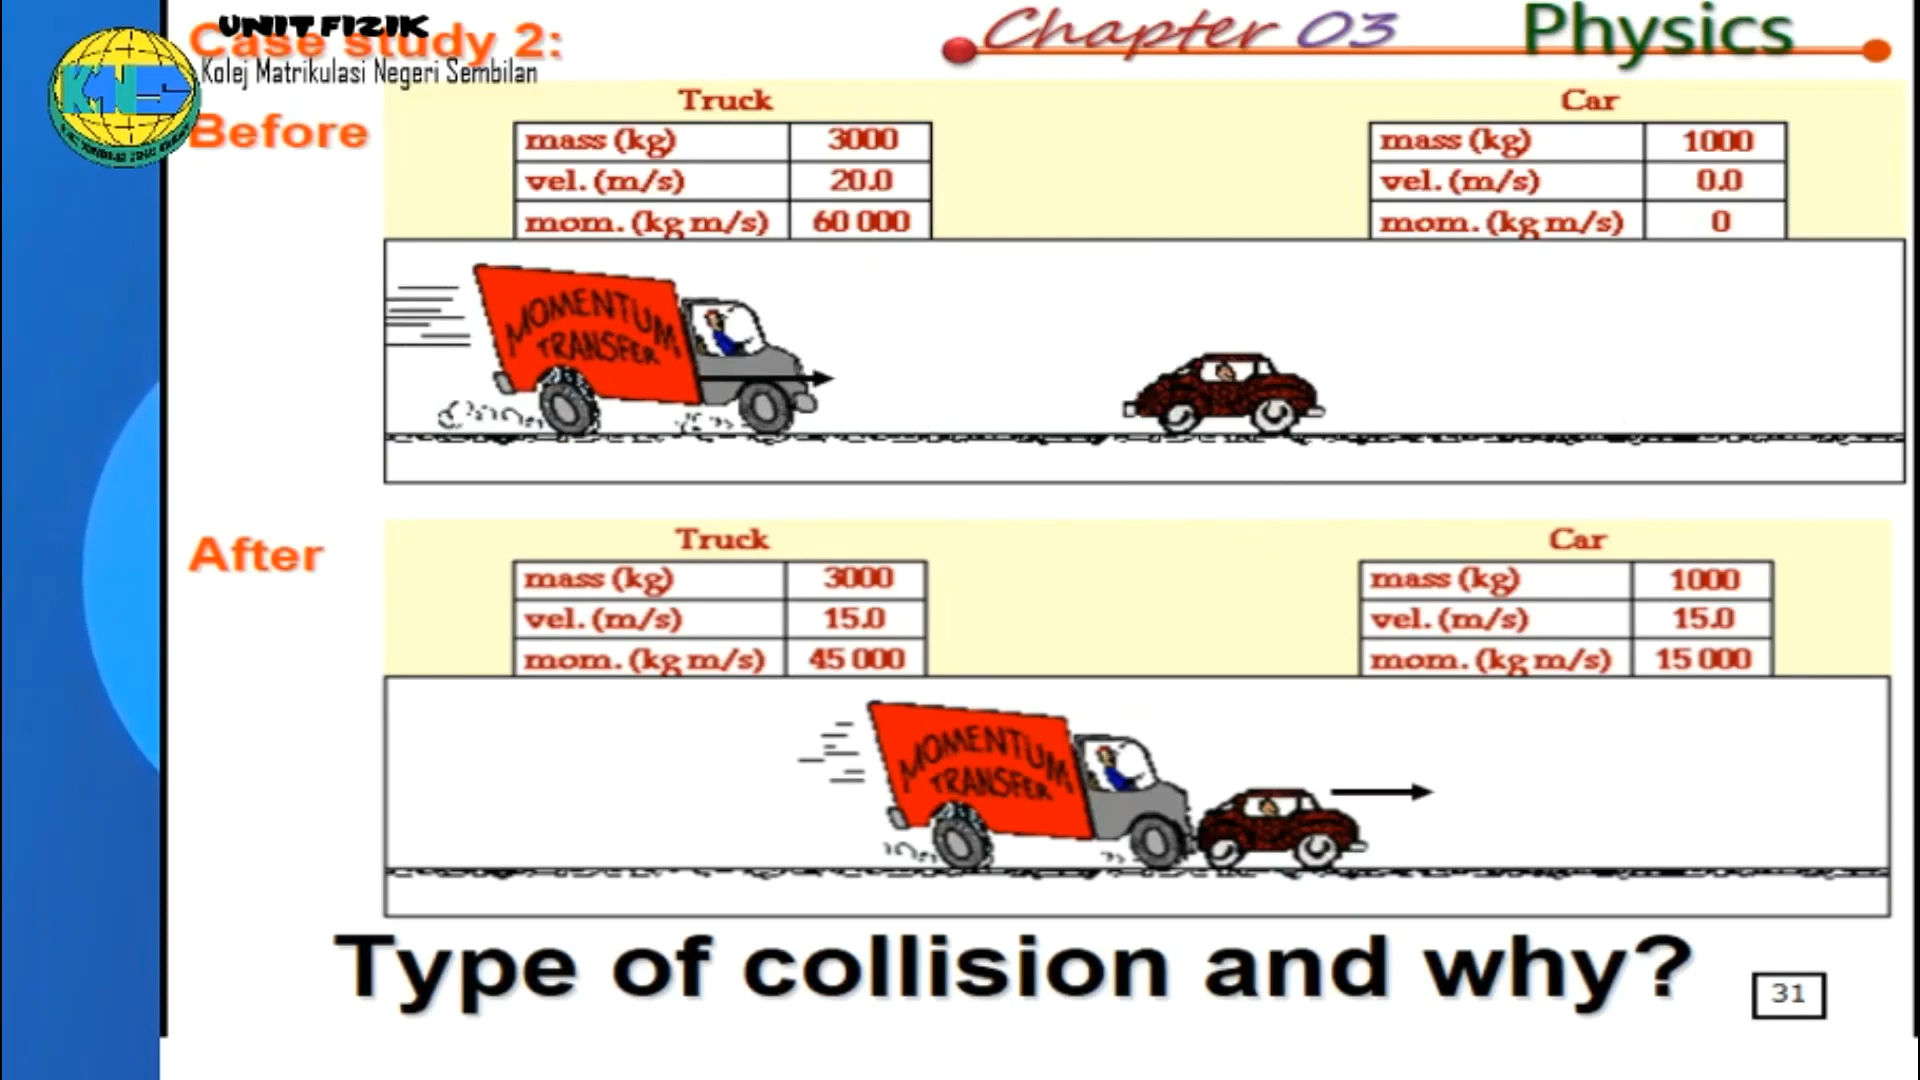 UNIT FIZIK
Case study 2:
Kolej Matrikulasi Negeri Sembilan
Chapter 03
Physics
KMNS
Before
Truck
mass (kg) 3000
vel. (m/s) 20.0
mom. (kg m/s) 60 000
Car
mass (kg) 1000
vel. (m/s) 0.0
mom. (kg m/s) 0
MOMENTUM
TRANSFER
After
Truck
mass (kg) 3000
vel. (m/s) 15.0
mom. (kg m/s) 45 000
Car
mass (kg) 1000
vel. (m/s) 15.0
mom. (kg m/s) 15 000
MOMENTUM
TRANSFER
Type of collision and why?
31